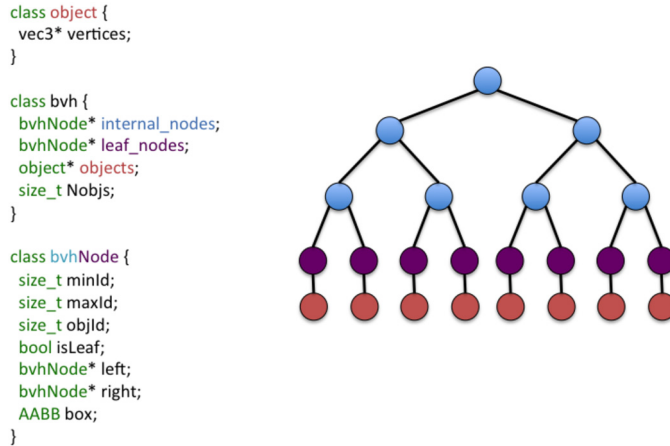 class object {
vec3* vertices;
}
class bvh {
bvhNode* internal_nodes;
bvhNode* leaf_nodes;
object* objects;
size_t Nobjs;
}
class bvhNode {
size_t minId;
size_t maxId;
size_t objId;
bool isLeaf;
bvhNode* left;
bvhNode* right;
AABB box;
}